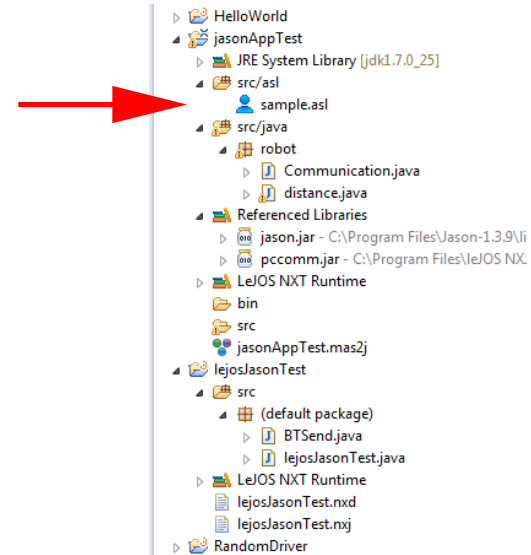 HelloWorld
jasonAppTest
JRE System Library [jdk1.7.0_25]
src/asl
sample.asl
src/java
robot
Communication.java
distance.java
Referenced Libraries
jason.jar - C:\Program Files\Jason-1.3.9\li
pccomm.jar - C:\Program Files\leJOS NX
LeJOS NXT Runtime
bin
src
jasonAppTest.mas2j
lejosJasonTest
src
(default package)
BTSend.java
lejosJasonTest.java
LeJOS NXT Runtime
lejosJasonTest.nxd
lejosJasonTest.nxj
RandomDriver